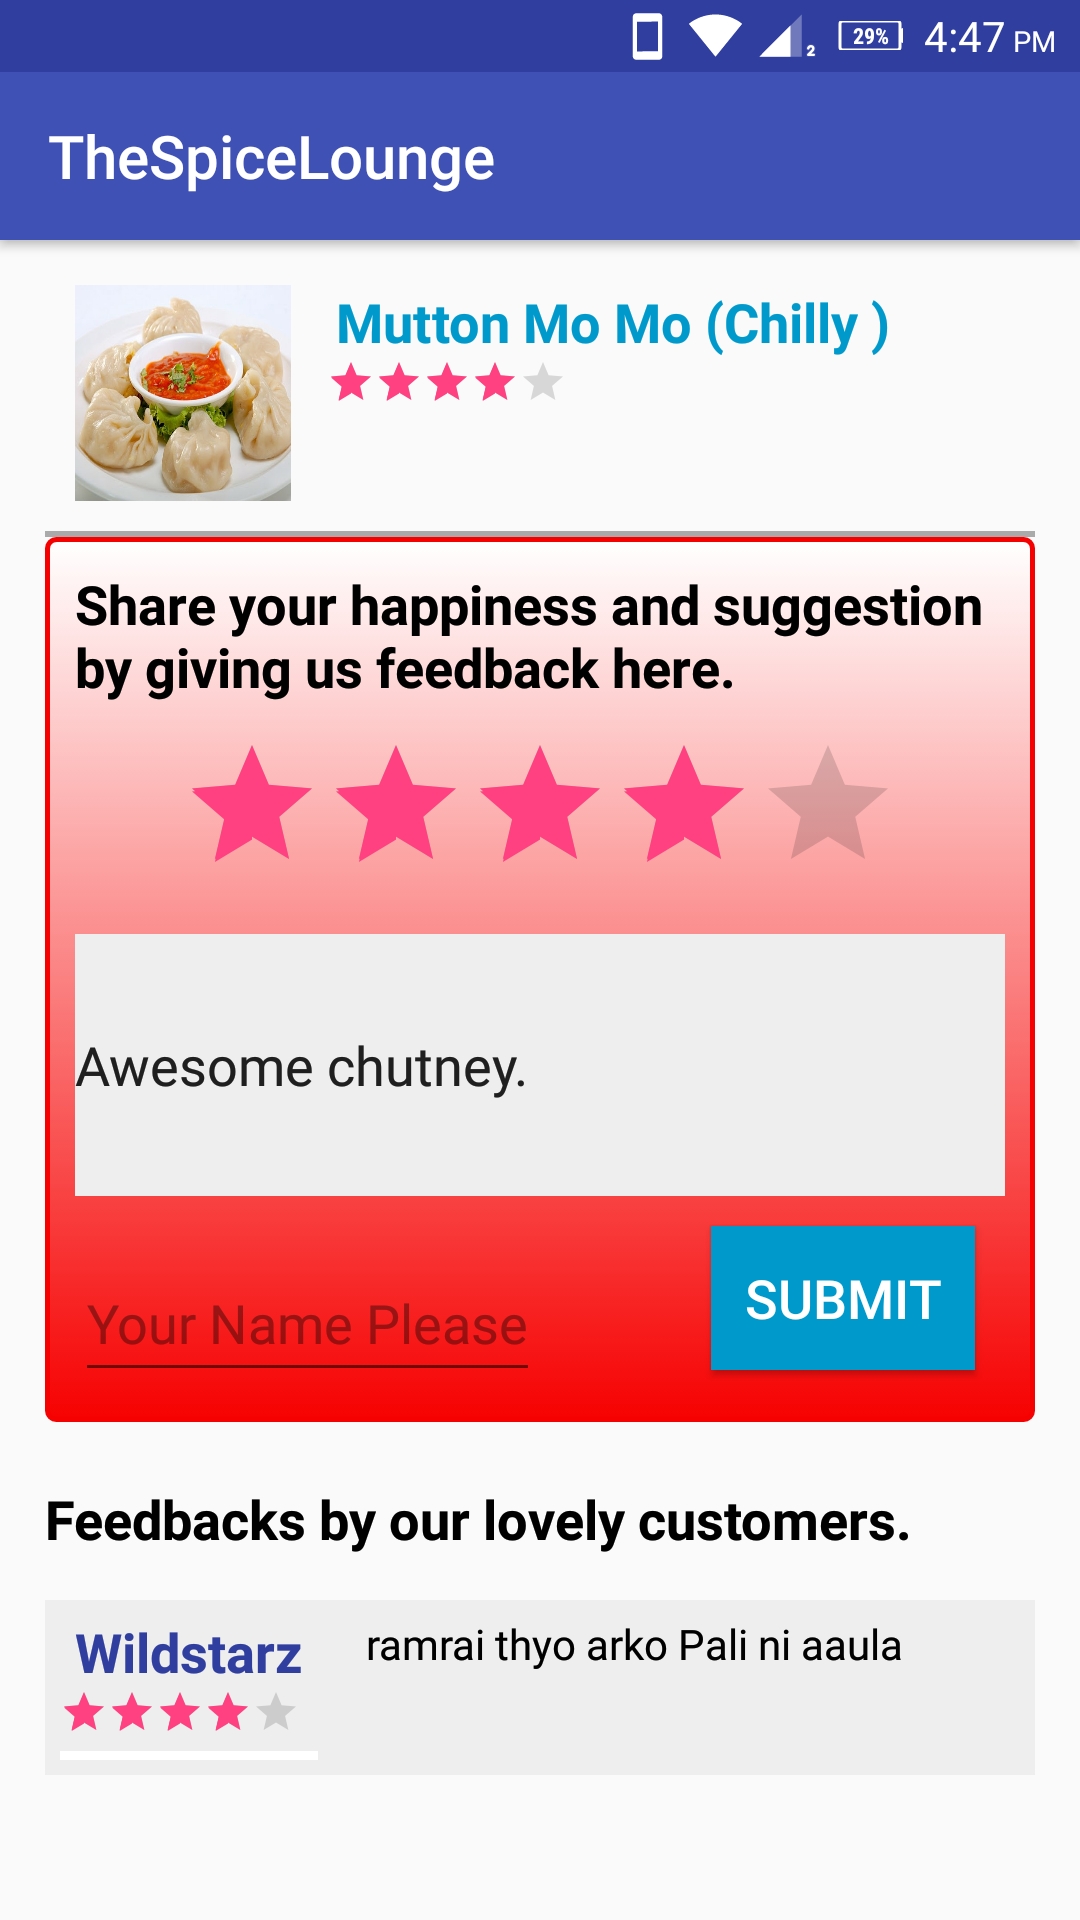 2 29% 4:47 PM
TheSpiceLounge
Mutton Mo Mo (Chilly )
Share your happiness and suggestion
by giving us feedback here.
Awesome chutney.
Your Name Please
SUBMIT
Feedbacks by our lovely customers.
Wildstarz
ramrai thyo arko Pali ni aaula